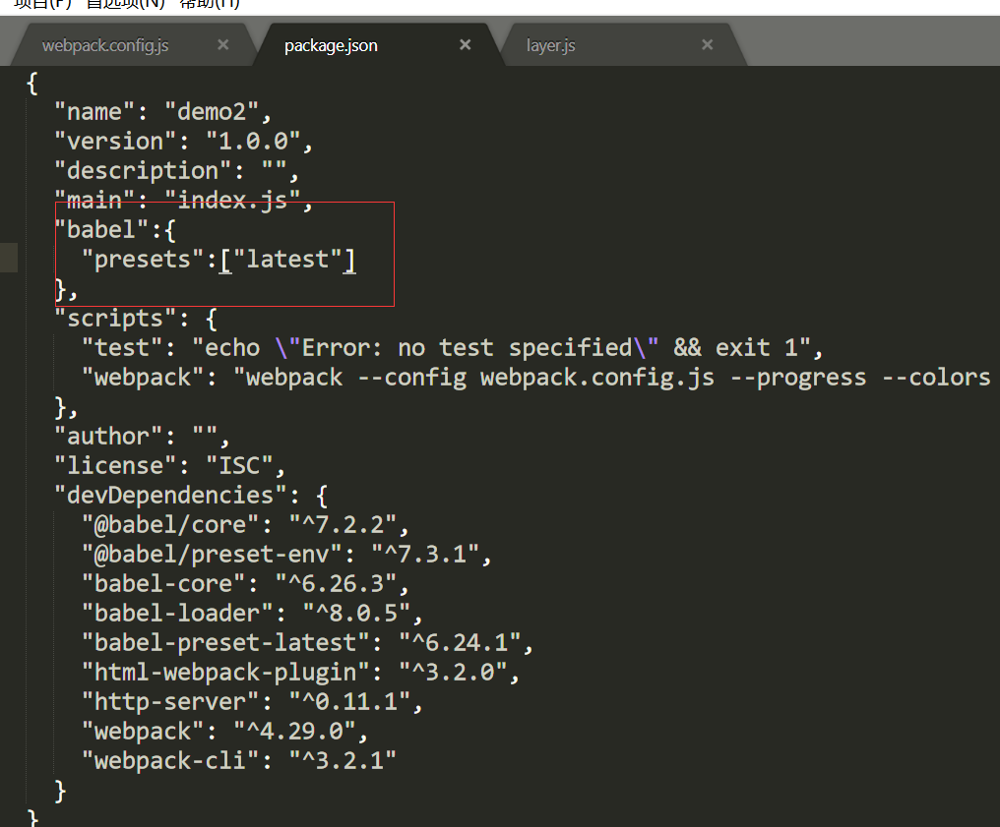 项目(P) 首选项(N) 帮助(H)
webpack.config.js × package.json × layer.js ×
{
"name": "demo2",
"version": "1.0.0",
"description": "",
"main": "index.js",
"babel":{
"presets":["latest"]
},
"scripts": {
"test": "echo \"Error: no test specified\" && exit 1",
"webpack": "webpack --config webpack.config.js --progress --colors
},
"author": "",
"license": "ISC",
"devDependencies": {
"@babel/core": "^7.2.2",
"@babel/preset-env": "^7.3.1",
"babel-core": "^6.26.3",
"babel-loader": "^8.0.5",
"babel-preset-latest": "^6.24.1",
"html-webpack-plugin": "^3.2.0",
"http-server": "^0.11.1",
"webpack": "^4.29.0",
"webpack-cli": "^3.2.1"
}
}